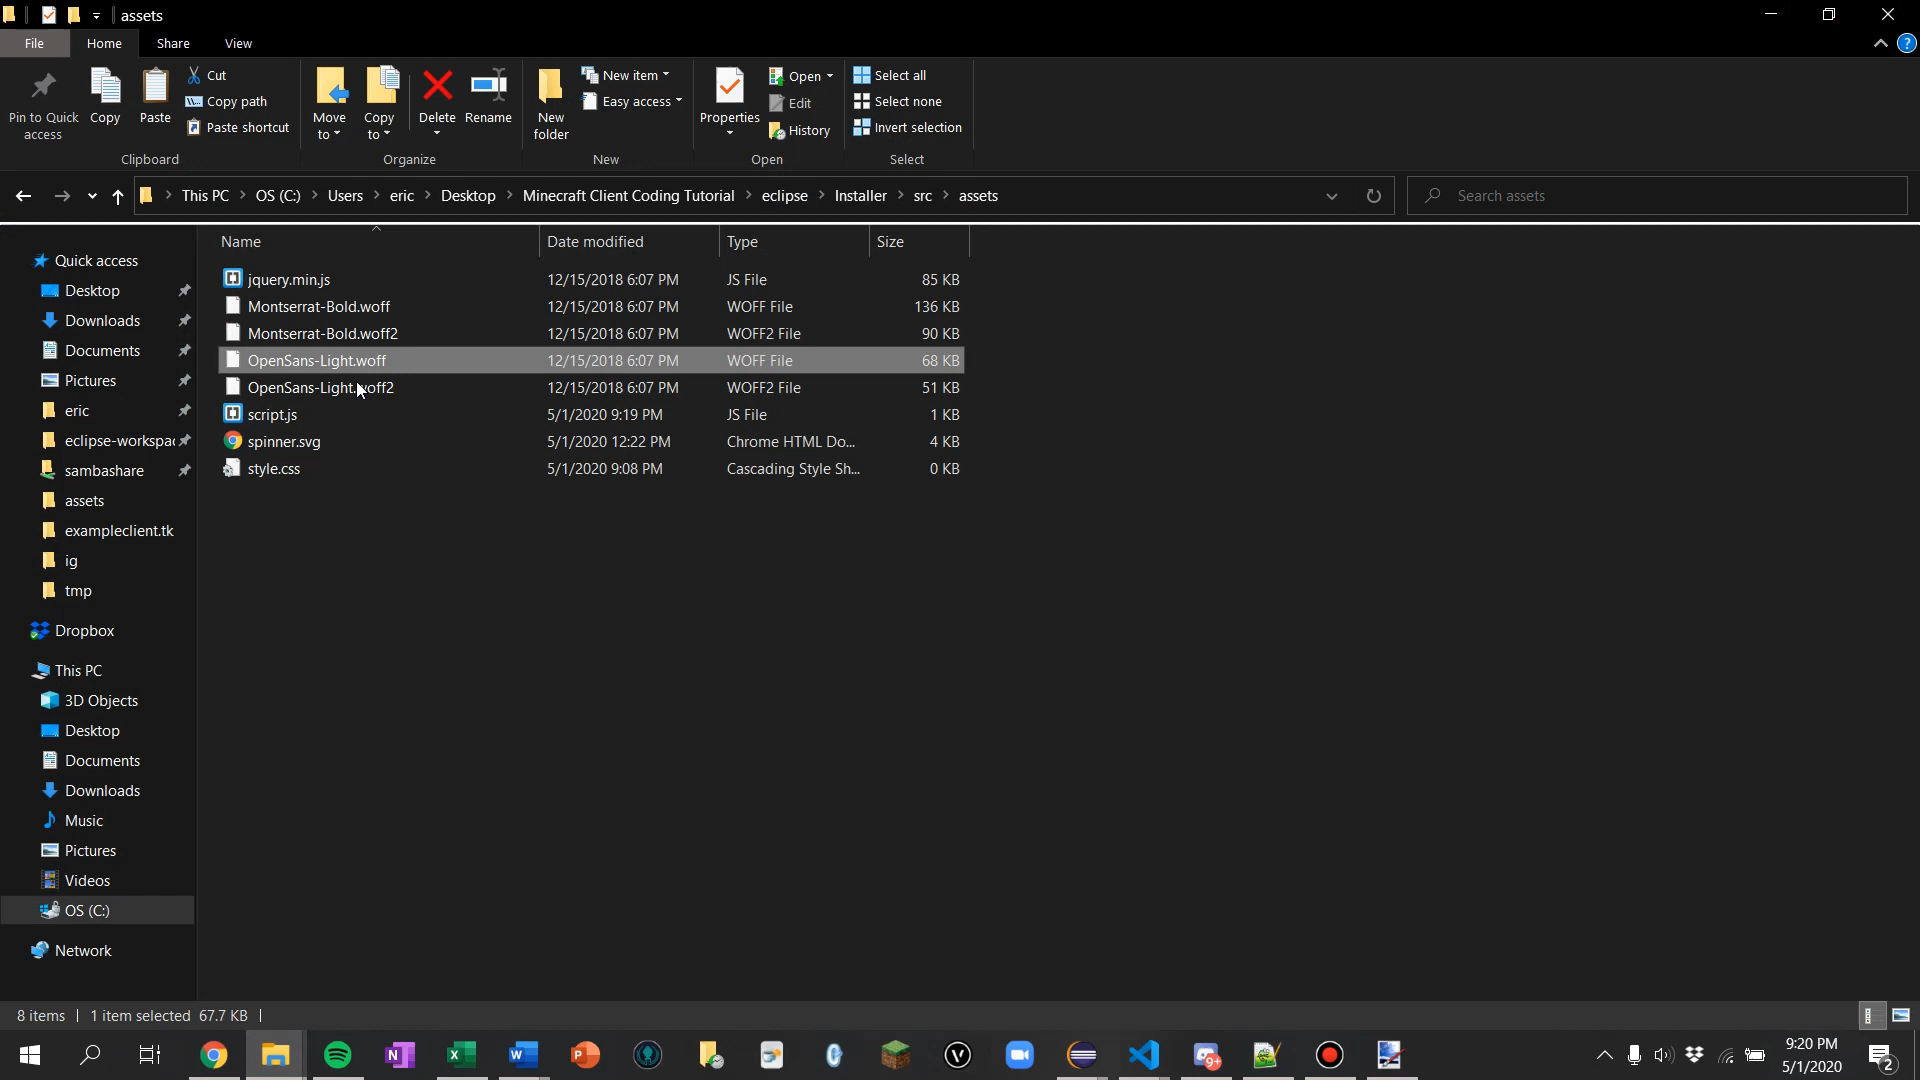 assets
File
Home
Share
View
Pin to Quick access
Copy
Paste
Cut
Copy path
Paste shortcut
Clipboard
Move to
Copy to
Delete
Rename
Organize
New folder
New item
Easy access
New
Properties
Open
Edit
History
Open
Select all
Select none
Invert selection
Select
This PC
OS (C:)
Users
eric
Desktop
Minecraft Client Coding Tutorial
eclipse
Installer
src
assets
Search assets
Name Date modified Type Size
jquery.min.js 12/15/2018 6:07 PM JS File 85 KB
Montserrat-Bold.woff 12/15/2018 6:07 PM WOFF File 136 KB
Montserrat-Bold.woff2 12/15/2018 6:07 PM WOFF2 File 90 KB
OpenSans-Light.woff 12/15/2018 6:07 PM WOFF File 68 KB
OpenSans-Light.woff2 12/15/2018 6:07 PM WOFF2 File 51 KB
script.js 5/1/2020 9:19 PM JS File 1 KB
spinner.svg 5/1/2020 12:22 PM Chrome HTML Do... 4 KB
style.css 5/1/2020 9:08 PM Cascading Style Sh... 0 KB
Quick access
Desktop
Downloads
Documents
Pictures
eric
eclipse-workspac
sambashare
assets
exampleclient.tk
ig
tmp
Dropbox
This PC
3D Objects
Desktop
Documents
Downloads
Music
Pictures
Videos
OS (C:)
Network
8 items 1 item selected 67.7 KB
9+
9:20 PM
5/1/2020
2